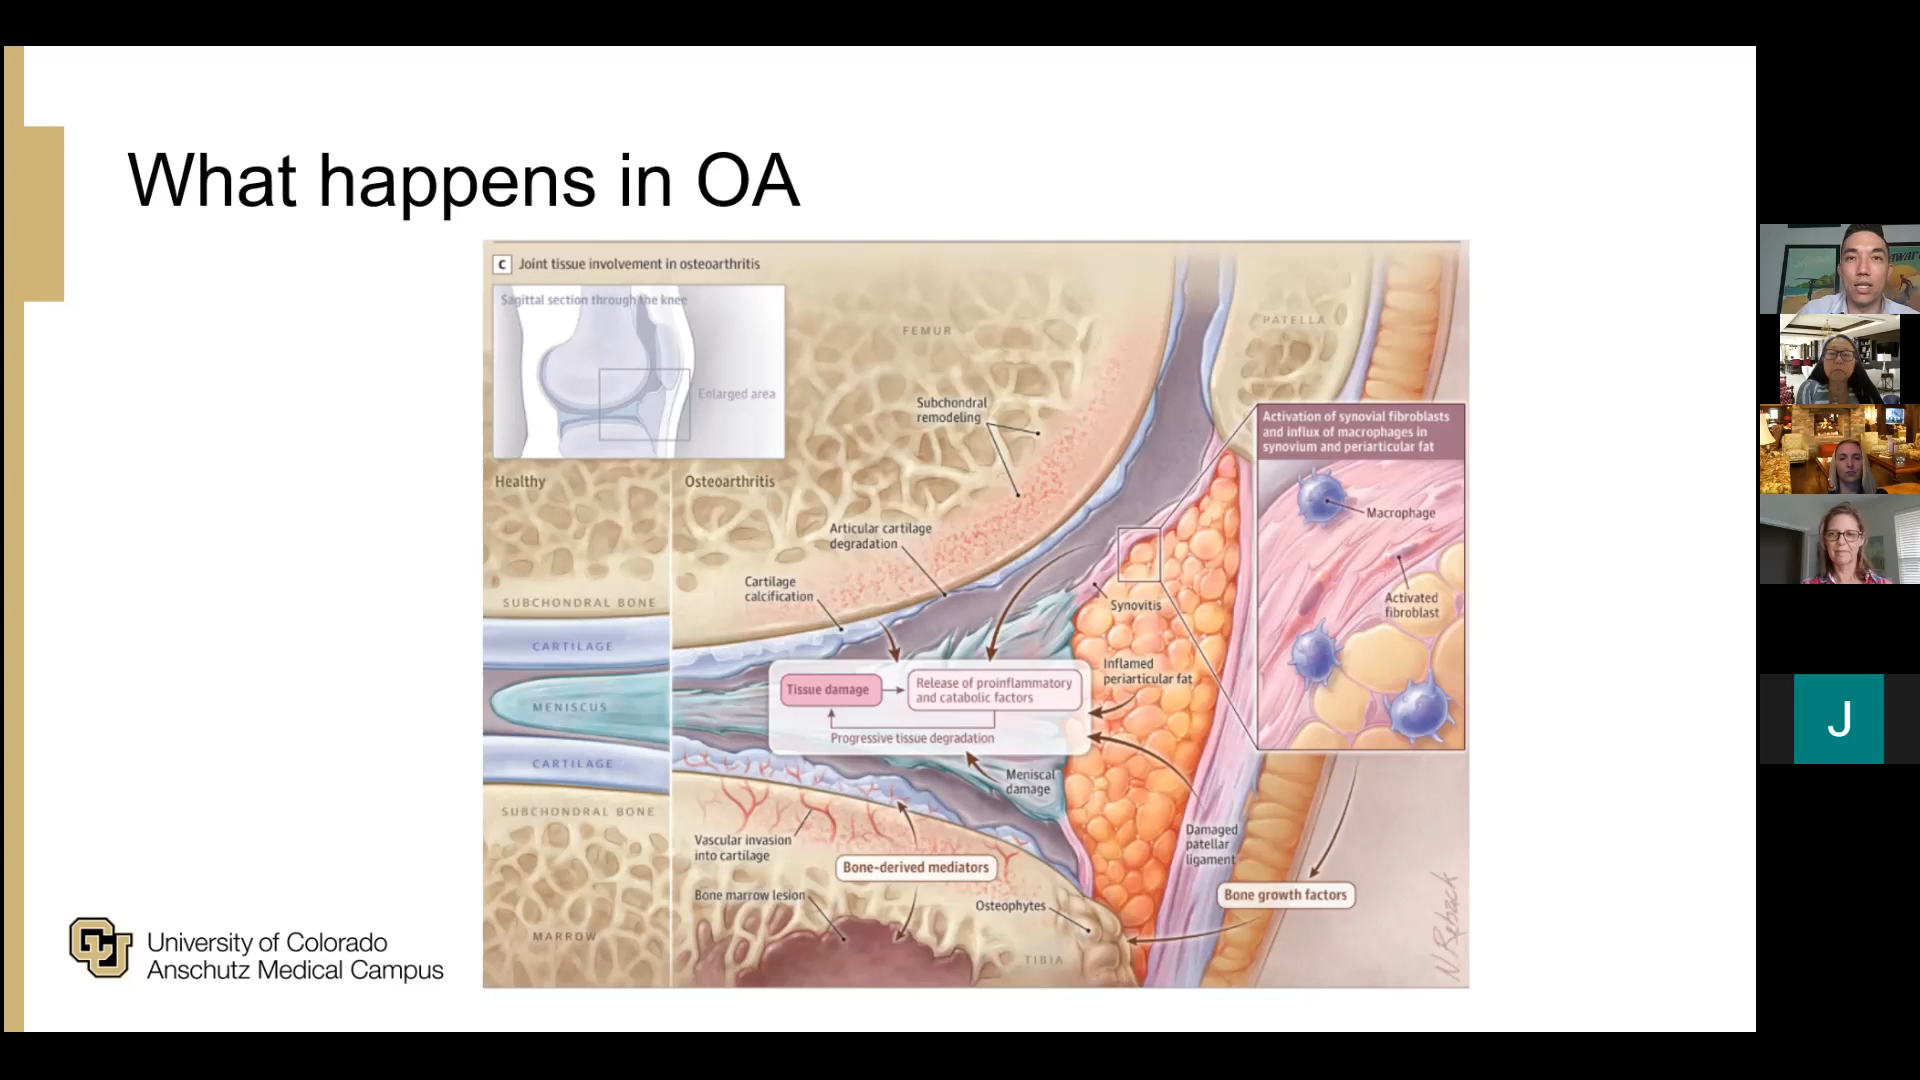 What happens in OA
C Joint tissue involvement in osteoarthritis
Sagittal section through the knee
Enlarged area
Healthy
Osteoarthritis
FEMUR
PATELLA
Subchondral
remodeling
Articular cartilage
degradation
Cartilage
calcification
SUBCHONDRAL BONE
CARTILAGE
MENISCUS
CARTILAGE
SUBCHONDRAL BONE
MARROW
Activation of synovial fibroblasts
and influx of macrophages in
synovium and periarticular fat
Macrophage
Activated
fibroblast
Synovitis
Inflamed
periarticular fat
Tissue damage
Release of proinflammatory
and catabolic factors
Progressive tissue degradation
Meniscal
damage
Damaged
patellar
ligament
Vascular invasion
into cartilage
Bone-derived mediators
Bone marrow lesion
Osteophytes
Bone growth factors
TIBIA
N Reback
University of Colorado
Anschutz Medical Campus
J